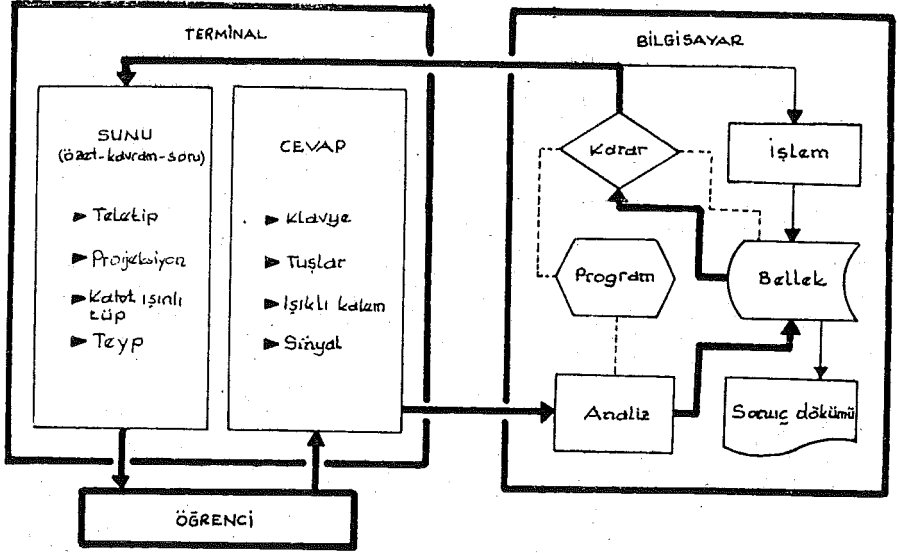 TERMİNAL
SUNU
(özet-kavram-soru)
Teletip
Projeksiyon
Katot ışınlı
tüp
Teyp
CEVAP
Klavye
Tuşlar
Işıklı kalem
Sinyal
ÖĞRENCİ
BİLGİSAYAR
Karar
İşlem
Program
Bellek
Analiz
Sonuç dökümü